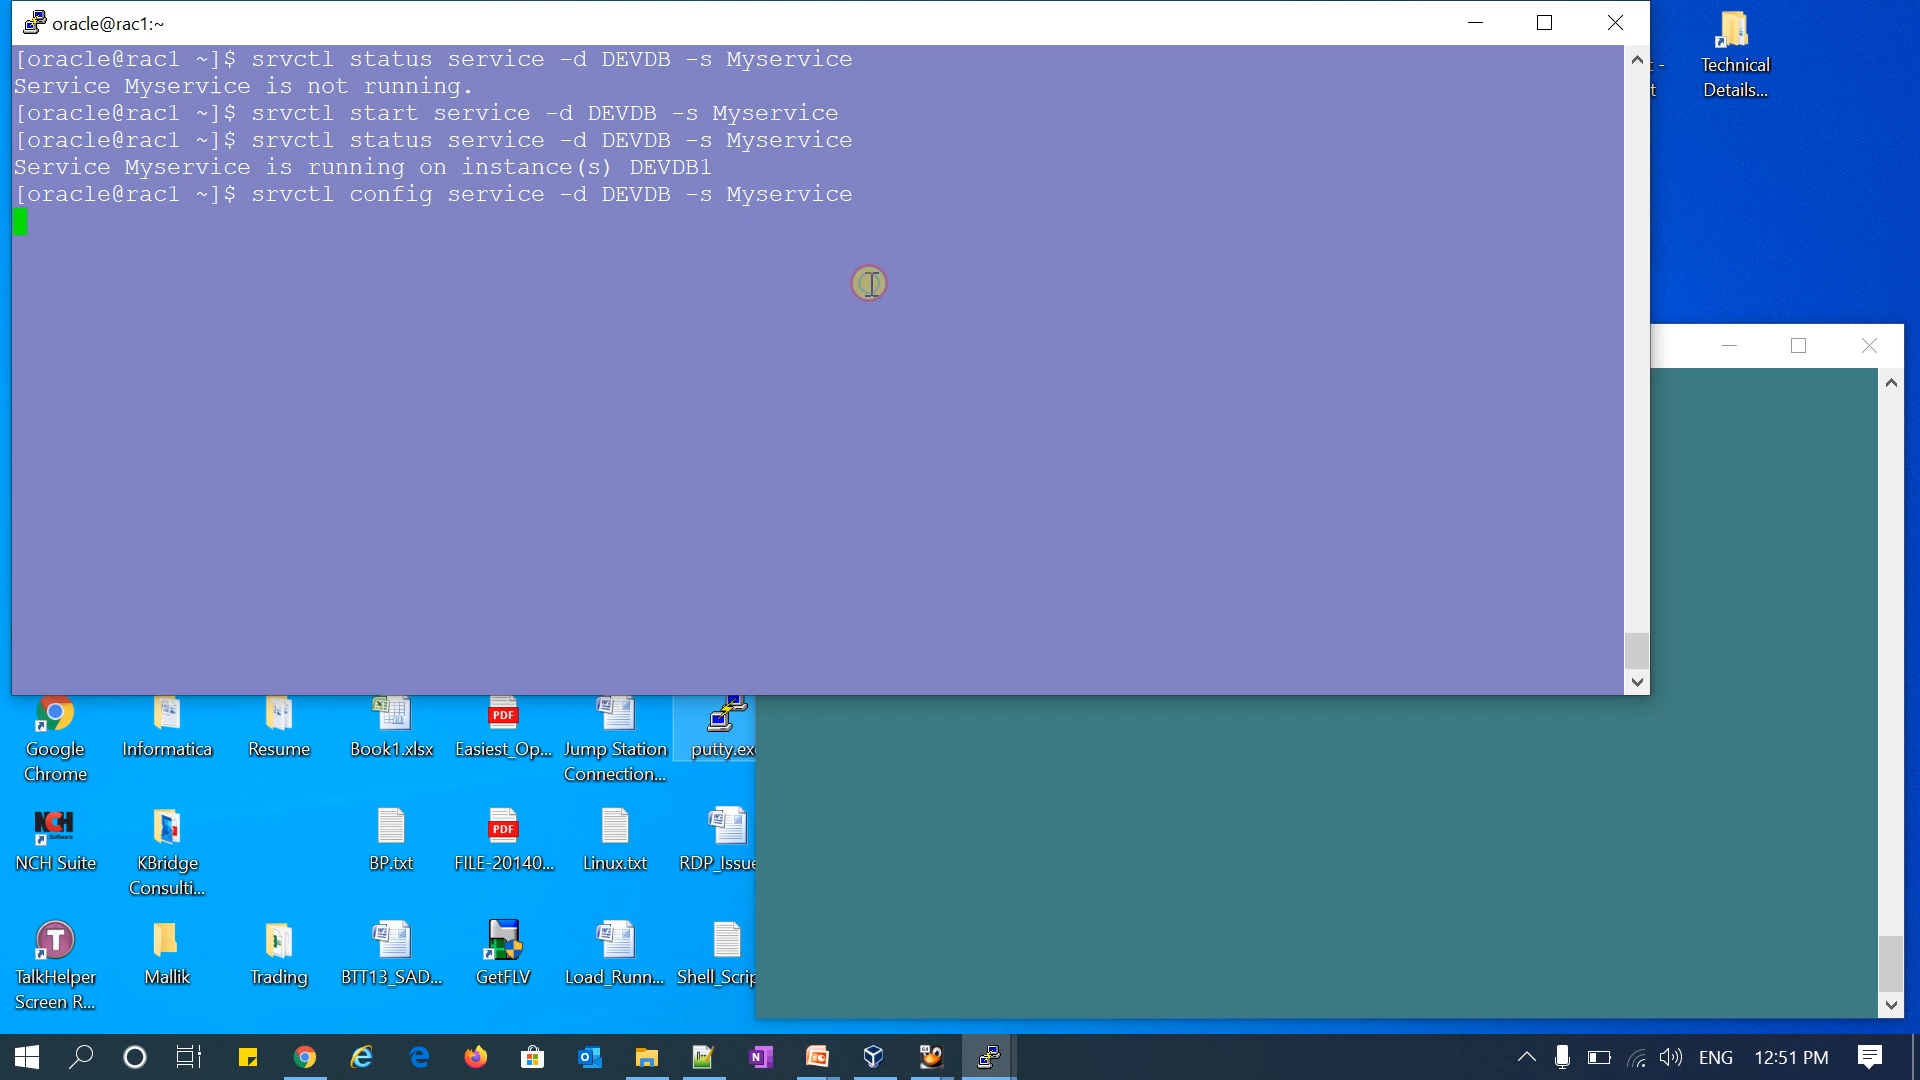 oracle@rac1:~
[oracle@rac1 ~]$ srvctl status service -d DEVDB -s Myservice
Service Myservice is not running.
[oracle@rac1 ~]$ srvctl start service -d DEVDB -s Myservice
[oracle@rac1 ~]$ srvctl status service -d DEVDB -s Myservice
Service Myservice is running on instance(s) DEVDB1
[oracle@rac1 ~]$ srvctl config service -d DEVDB -s Myservice
Technical
Details...
Google
Chrome
Informatica
Resume
Book1.xlsx
PDF
Easiest_Op...
Jump Station
Connection...
putty.ex
NCH
NCH Suite
KBridge
Consulti...
BP.txt
PDF
FILE-20140...
Linux.txt
RDP_Issue
T
TalkHelper
Screen R...
Mallik
Trading
BTT13_SAD...
GetFLV
Load_Runn...
Shell_Scrip
ENG
12:51 PM